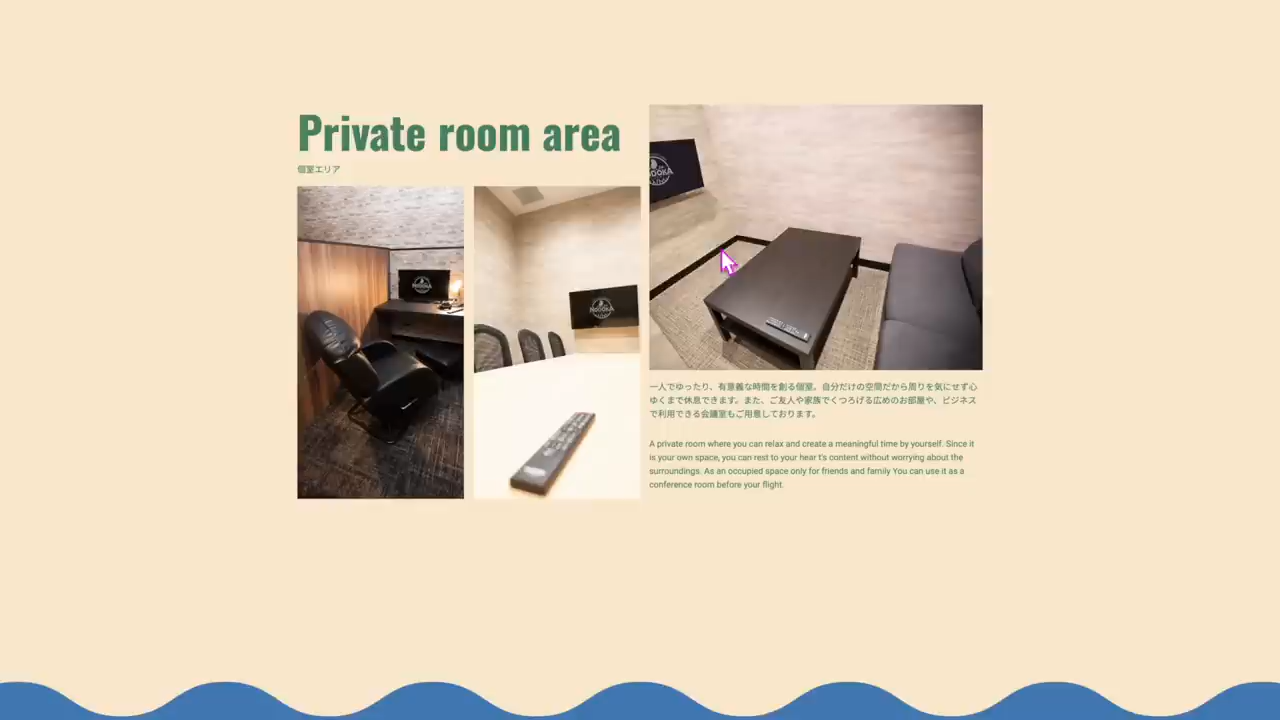 Private room area
個室エリア
NODOKA
NODOKA
一人でゆったり、有意義な時間を創る個室。自分だけの空間だから周りを気にせず心
ゆくまで休息できます。また、ご友人や家族でくつろげる広めのお部屋や、ビジネス
で利用できる会議室もご用意しております。
A private room where you can relax and create a meaningful time by yourself. Since it
is your own space, you can rest to your hear t's content without worrying about the
surroundings. As an occupied space only for friends and family You can use it as a
conference room before your flight.